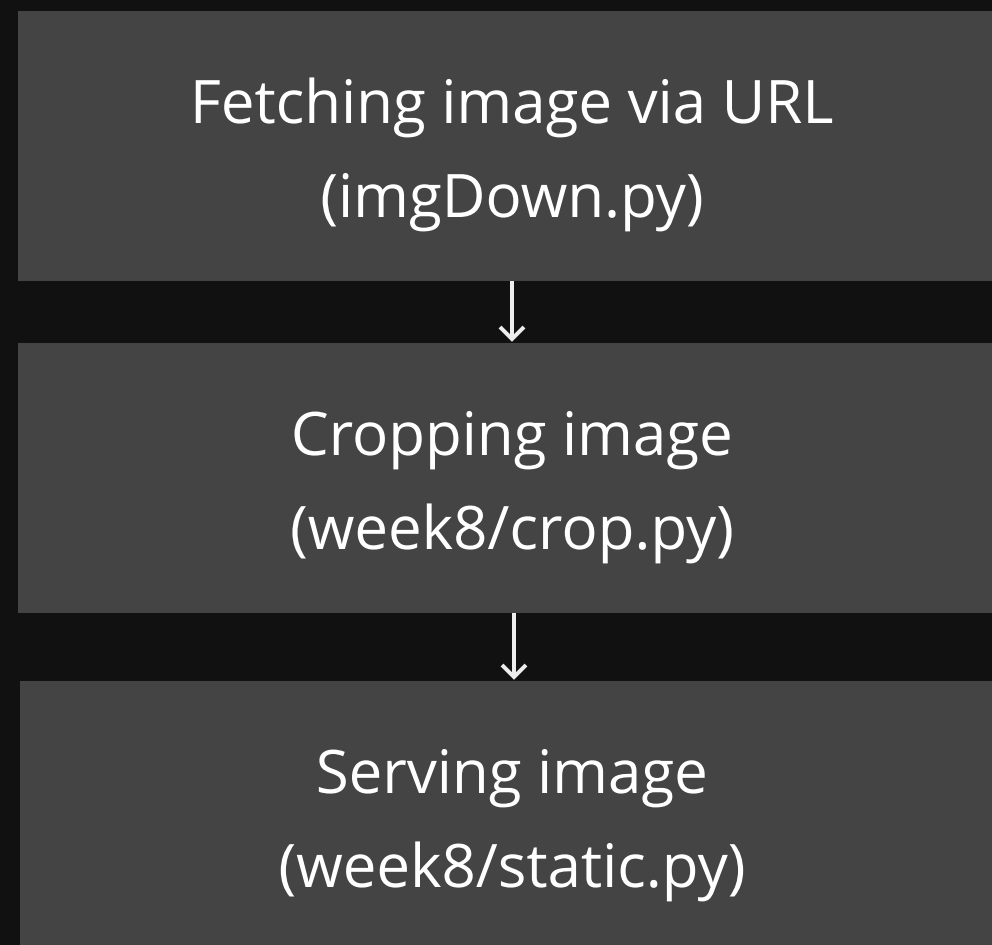 Fetching image via URL
(imgDown.py)
Cropping image
(week8/crop.py)
Serving image
(week8/static.py)